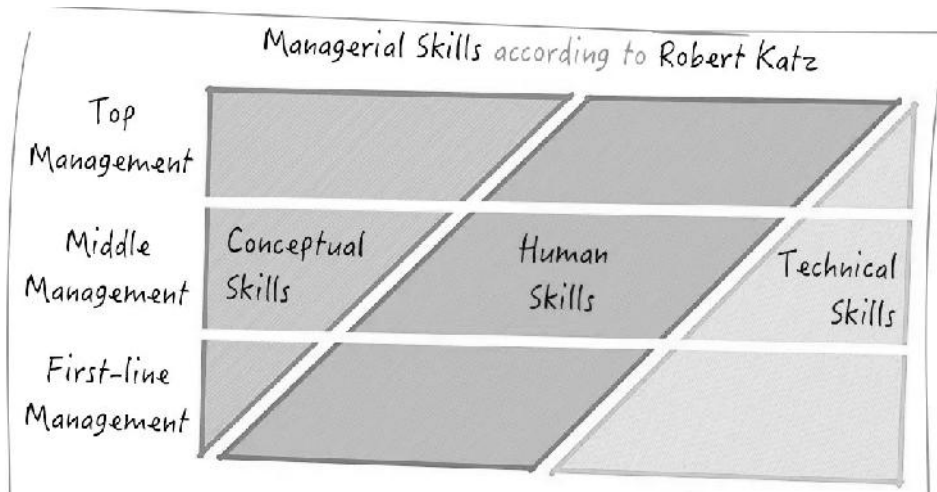 Managerial Skills according to Robert Katz
Top
Management
Middle
Management
Conceptual
Skills
Human
Skills
Technical
Skills
First-line
Management